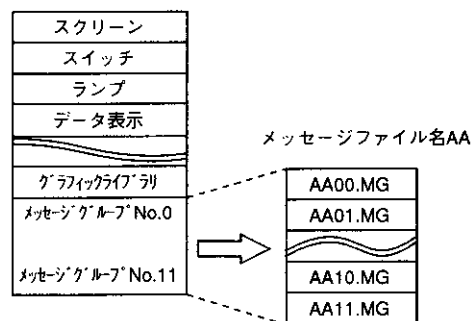 スクリーン
スイッチ
ランプ
データ表示
グラフィックライブラリ
メッセージグループNo.0
メッセージグループNo.11
メッセージファイル名AA
AA00.MG
AA01.MG
AA10.MG
AA11.MG